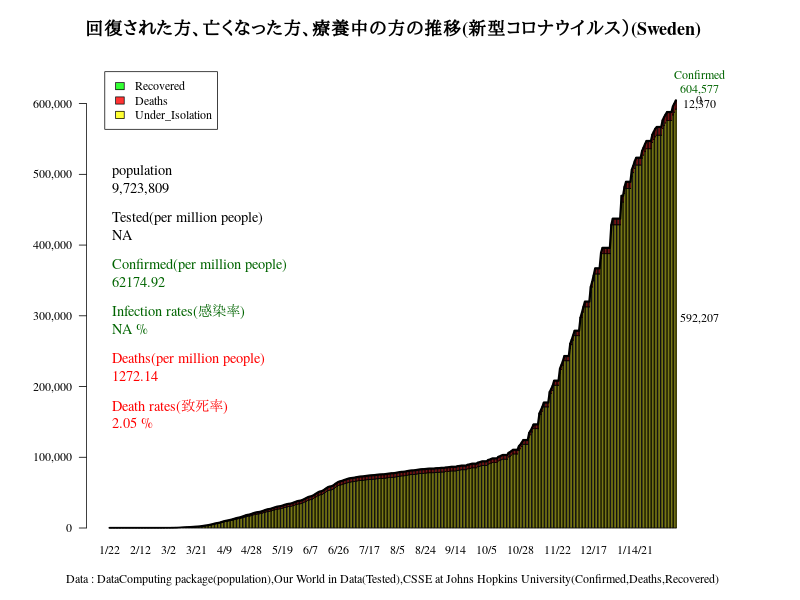 回復された方、亡くなった方、療養中の方の推移(新型コロナウイルス)(Sweden)
Confirmed
604,577
0
12,370
Recovered
Deaths
Under_Isolation
600,000
500,000
400,000
300,000
200,000
100,000
0
population
9,723,809
Tested(per million people)
NA
Confirmed(per million people)
62174.92
Infection rates(感染率)
NA %
Deaths(per million people)
1272.14
Death rates(致死率)
2.05 %
592,207
1/22 2/12 3/2 3/21 4/9 4/28 5/19 6/7 6/26 7/17 8/5 8/24 9/14 10/5 10/28 11/22 12/17 1/14/21
Data : DataComputing package(population),Our World in Data(Tested),CSSE at Johns Hopkins University(Confirmed,Deaths,Recovered)